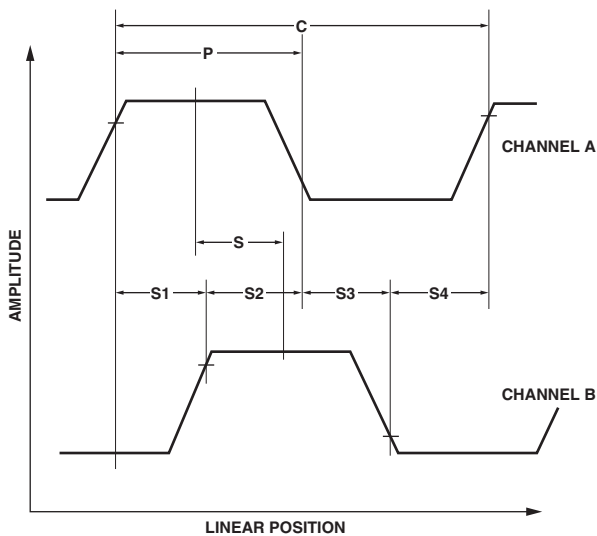 C
P
CHANNEL A
S
S1
S2
S3
S4
AMPLITUDE
CHANNEL B
LINEAR POSITION